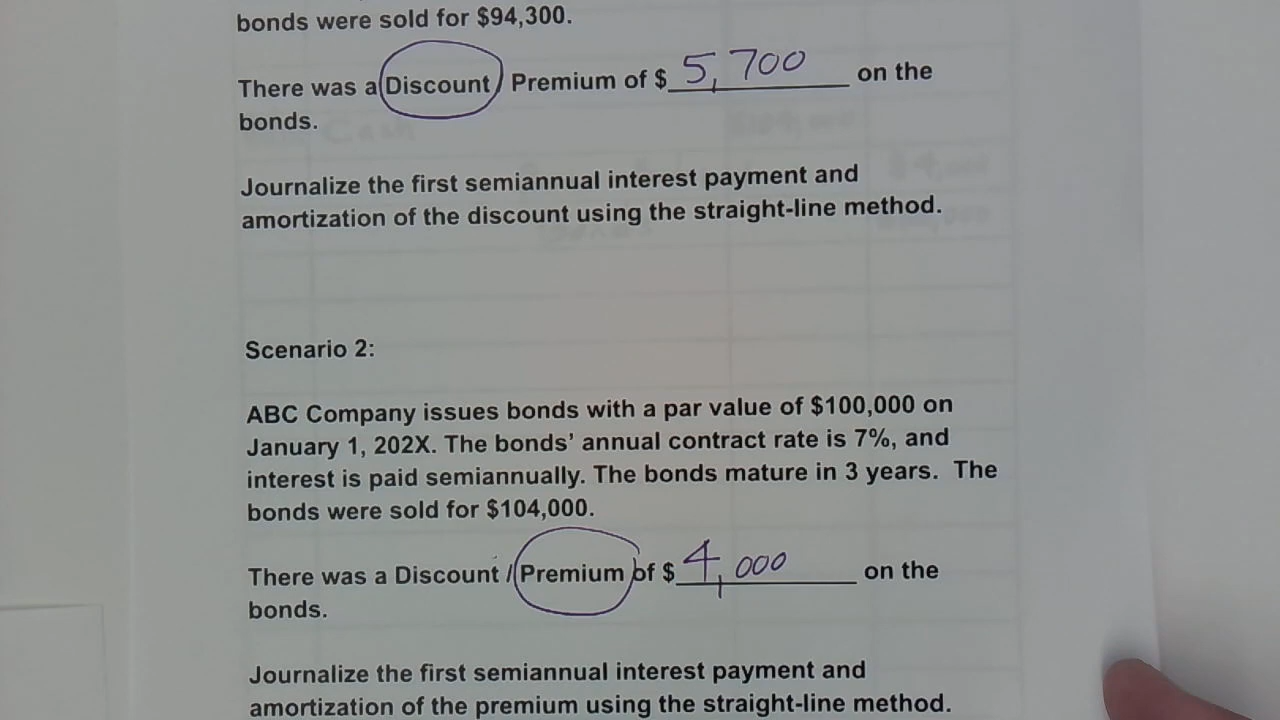 bonds were sold for $94,300.
There was a Discount / Premium of $ 5,700 on the
bonds.
Journalize the first semiannual interest payment and
amortization of the discount using the straight-line method.
Scenario 2:
ABC Company issues bonds with a par value of $100,000 on
January 1, 202X. The bonds' annual contract rate is 7%, and
interest is paid semiannually. The bonds mature in 3 years. The
bonds were sold for $104,000.
There was a Discount / Premium of $ 4,000 on the
bonds.
Journalize the first semiannual interest payment and
amortization of the premium using the straight-line method.